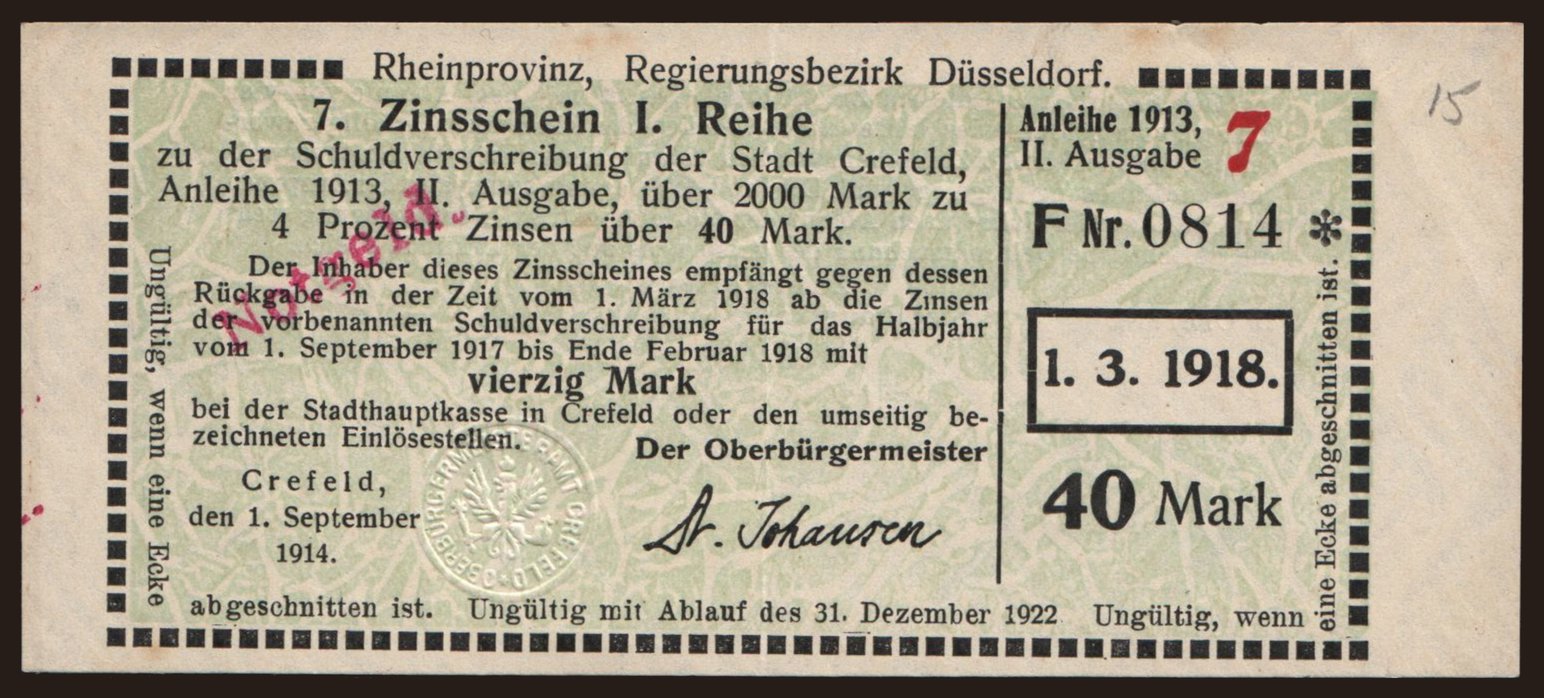 Rheinprovinz, Regierungsbezirk Düsseldorf.
7. Zinsschein I. Reihe
zu der Schuldverschreibung der Stadt Crefeld,
Anleihe 1913, II. Ausgabe, über 2000 Mark zu
4 Prozent Zinsen über 40 Mark.
Der Inhaber dieses Zinsscheines empfängt gegen dessen
Rückgabe in der Zeit vom 1. März 1918 ab die Zinsen
der vorbenannten Schuldverschreibung für das Halbjahr
vom 1. September 1917 bis Ende Februar 1918 mit
vierzig Mark
bei der Stadthauptkasse in Crefeld oder den umseitig be-
zeichneten Einlösestellen.
Der Oberbürgermeister
Crefeld,
den 1. September
1914.
OBERBÜRGERMEISTERAMT CREFELD
Johansen
Notgeld.
Anleihe 1913,
II. Ausgabe
7
F Nr. 0814 *
1. 3. 1918.
40 Mark
Ungültig, wenn eine Ecke
abgeschnitten ist. Ungültig mit Ablauf des 31. Dezember 1922 Ungültig, wenn
eine Ecke abgeschnitten ist.
15